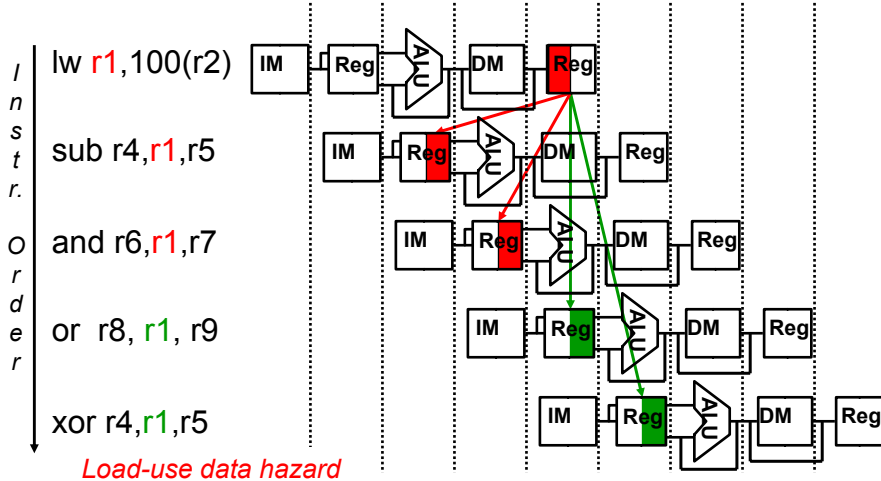 Instr. Order
lw r1,100(r2) IM Reg ALU DM Reg
sub r4,r1,r5 IM Reg ALU DM Reg
and r6,r1,r7 IM Reg ALU DM Reg
or r8, r1, r9 IM Reg ALU DM Reg
xor r4,r1,r5 IM Reg ALU DM Reg
Load-use data hazard